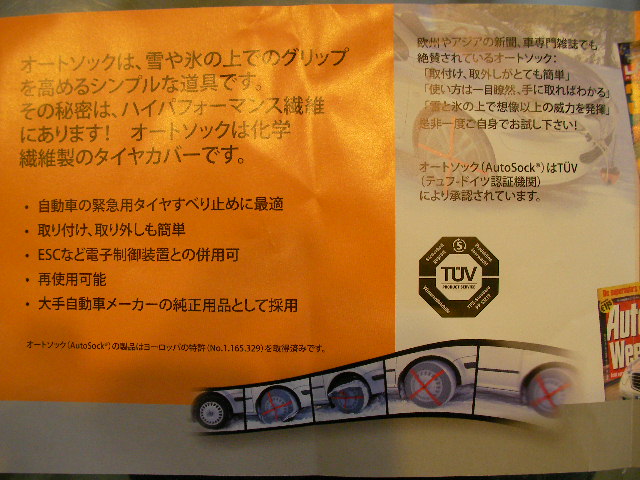 オートソックは、雪や氷の上でのグリップ
を高めるシンプルな道具です。
その秘密は、ハイパフォーマンス繊維
にあります！ オートソックは化学
繊維製のタイヤカバーです。
・ 自動車の緊急用タイヤすべり止めに最適
・ 取り付け、取り外しも簡単
・ ESCなど電子制御装置との併用可
・ 再使用可能
・ 大手自動車メーカーの純正用品として採用
オートソック（AutoSock®）の製品はヨーロッパの特許（No.1.165.329）を取得済みです。
欧州やアジアの新聞、車専門雑誌でも
絶賛されているオートソック：
「取付け、取外しがとても簡単」
「使い方は一目瞭然、手に取ればわかる」
「雪と氷の上で想像以上の威力を発揮」
是非一度ご自身でお試し下さい！
オートソック（AutoSock®）はTÜV
（テュフ-ドイツ認証機関）
により承認されています。
S
TÜV
PRODUCT SERVICE
Auto
Week